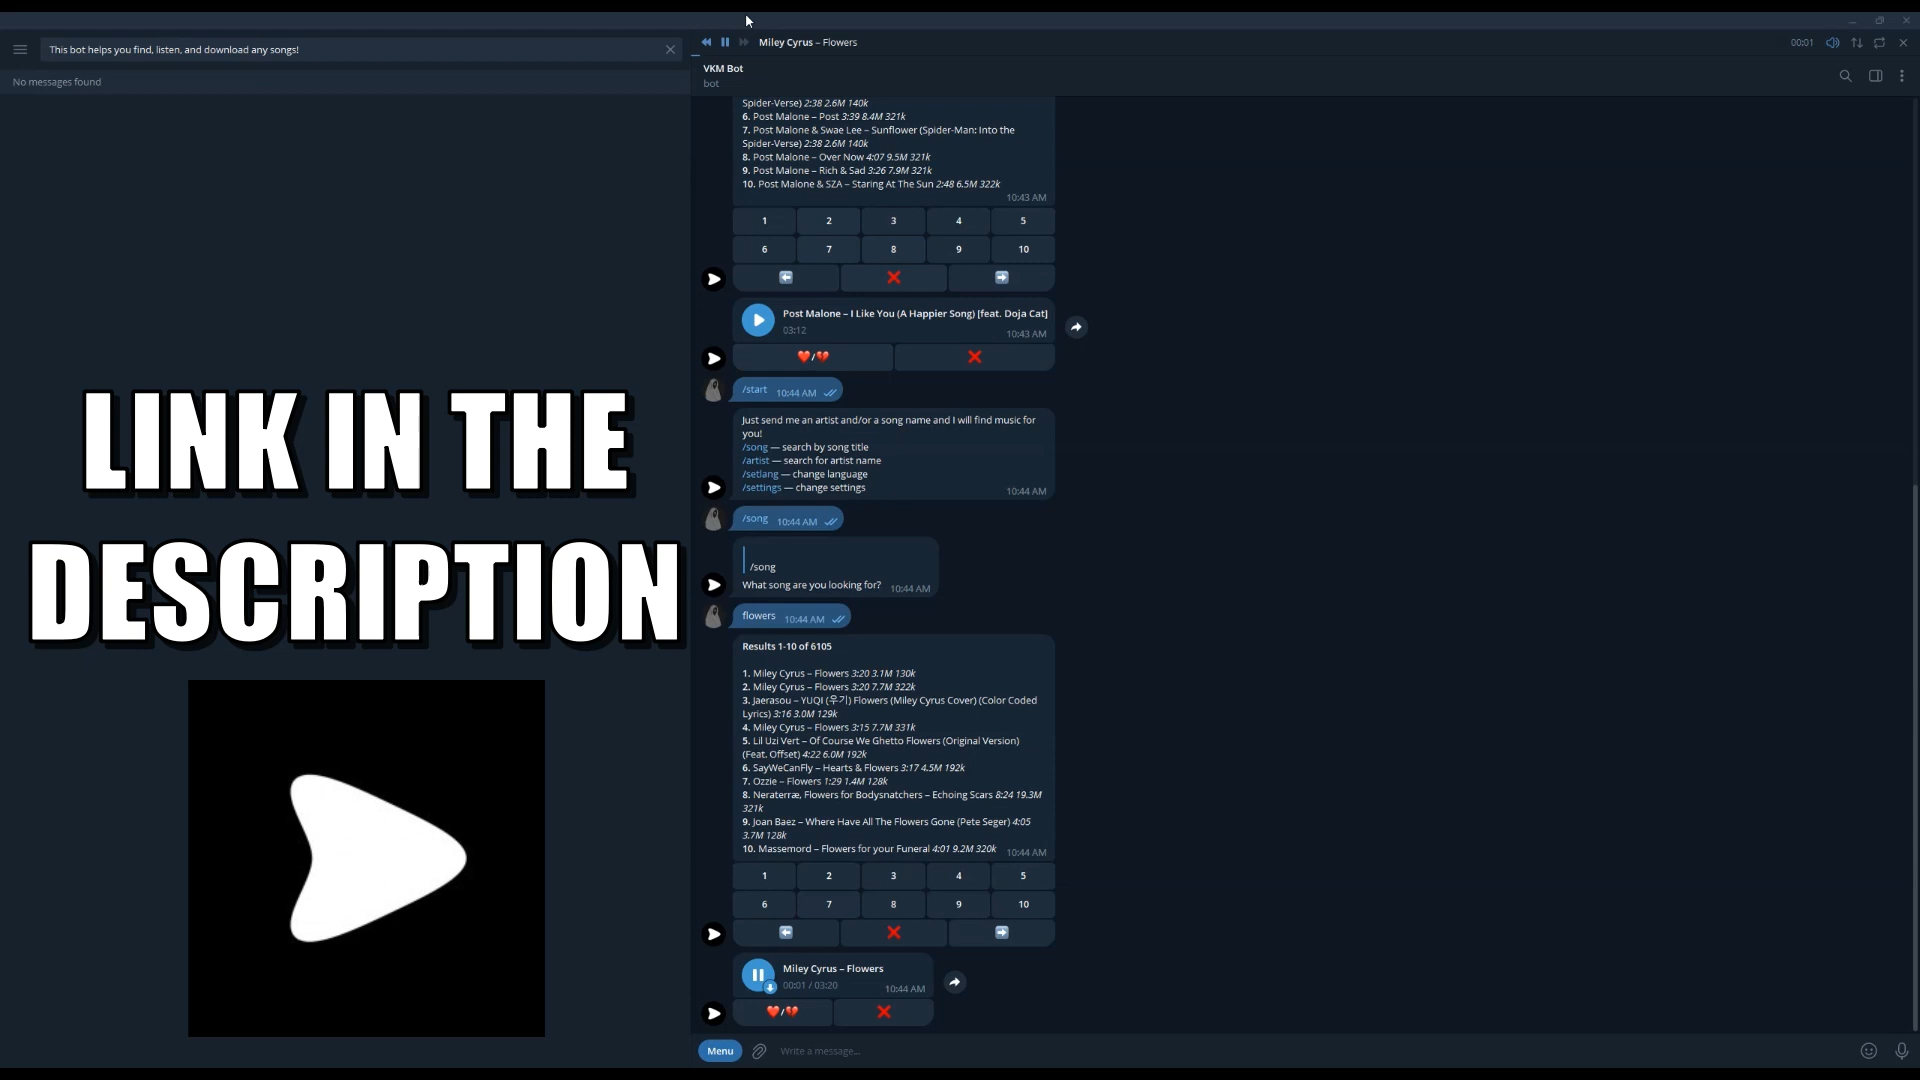 This bot helps you find, listen, and download any songs!
No messages found
LINK IN THE
DESCRIPTION
Miley Cyrus – Flowers
00:01
VKM Bot
bot
Spider-Verse) 2:38 2.6M 140k
6. Post Malone – Post 3:39 8.4M 321k
7. Post Malone & Swae Lee – Sunflower (Spider-Man: Into the
Spider-Verse) 2:38 2.6M 140k
8. Post Malone – Over Now 4:07 9.5M 321k
9. Post Malone – Rich & Sad 3:26 7.9M 321k
10. Post Malone & SZA – Staring At The Sun 2:48 6.5M 322k
10:43 AM
1 2 3 4 5
6 7 8 9 10
Post Malone – I Like You (A Happier Song) [feat. Doja Cat]
03:12 10:43 AM
/start 10:44 AM
Just send me an artist and/or a song name and I will find music for
you!
/song — search by song title
/artist — search for artist name
/setlang — change language
/settings — change settings
10:44 AM
/song 10:44 AM
/song
What song are you looking for? 10:44 AM
flowers 10:44 AM
Results 1-10 of 6105
1. Miley Cyrus – Flowers 3:20 3.1M 130k
2. Miley Cyrus – Flowers 3:20 7.7M 322k
3. Jaerasou – YUQI (우기) Flowers (Miley Cyrus Cover) (Color Coded
Lyrics) 3:16 3.0M 129k
4. Miley Cyrus – Flowers 3:15 7.7M 331k
5. Lil Uzi Vert – Of Course We Ghetto Flowers (Original Version)
(Feat. Offset) 4:22 6.0M 192k
6. SayWeCanFly – Hearts & Flowers 3:17 4.5M 192k
7. Ozzie – Flowers 1:29 1.4M 128k
8. Neraterræ, Flowers for Bodysnatchers – Echoing Scars 8:24 19.3M
321k
9. Joan Baez – Where Have All The Flowers Gone (Pete Seger) 4:05
3.7M 128k
10. Massemord – Flowers for your Funeral 4:01 9.2M 320k 10:44 AM
1 2 3 4 5
6 7 8 9 10
Miley Cyrus – Flowers
00:01 / 03:20 10:44 AM
Menu Write a message...